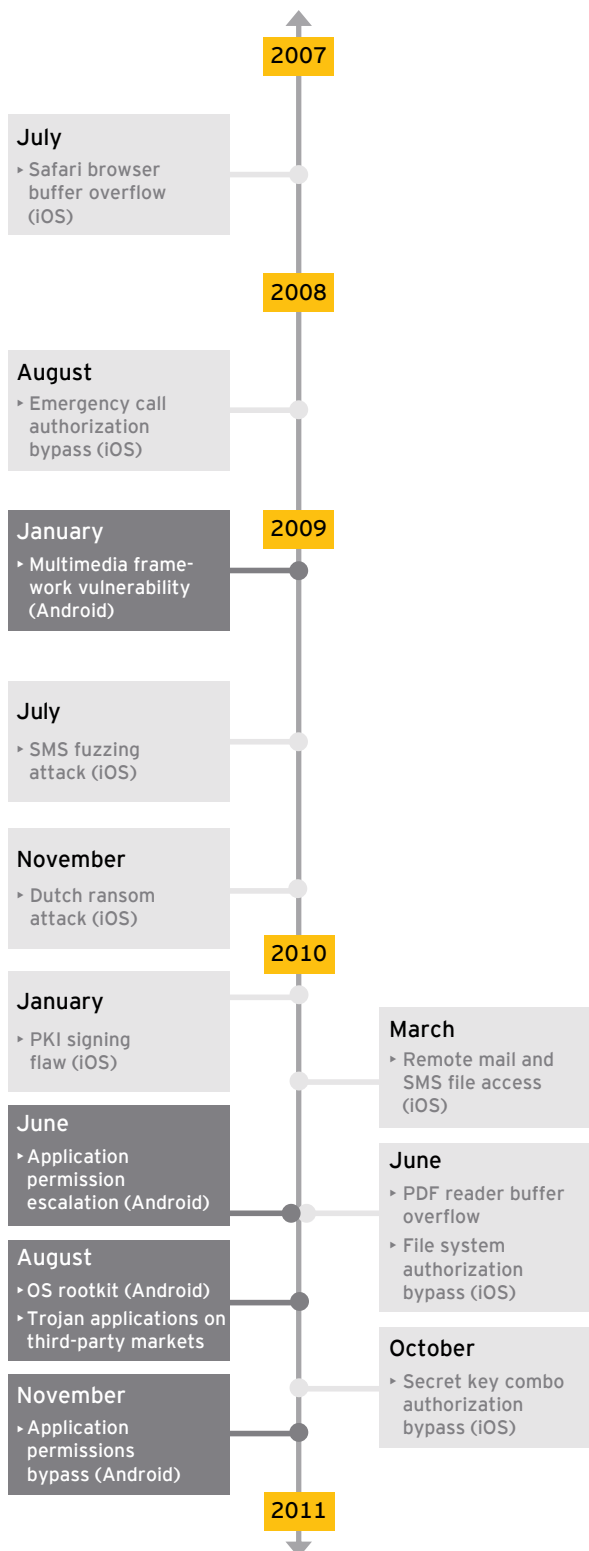 2007
July
‣ Safari browser
buffer overflow
(iOS)
2008
August
‣ Emergency call
authorization
bypass (iOS)
2009
January
‣ Multimedia frame-
work vulnerability
(Android)
July
‣ SMS fuzzing
attack (iOS)
November
‣ Dutch ransom
attack (iOS)
2010
January
‣ PKI signing
flaw (iOS)
March
‣ Remote mail and
SMS file access
(iOS)
June
‣ Application
permission
escalation (Android)
June
‣ PDF reader buffer
overflow
‣ File system
authorization
bypass (iOS)
August
‣ OS rootkit (Android)
‣ Trojan applications on
third-party markets
October
‣ Secret key combo
authorization
bypass (iOS)
November
‣ Application
permissions
bypass (Android)
2011